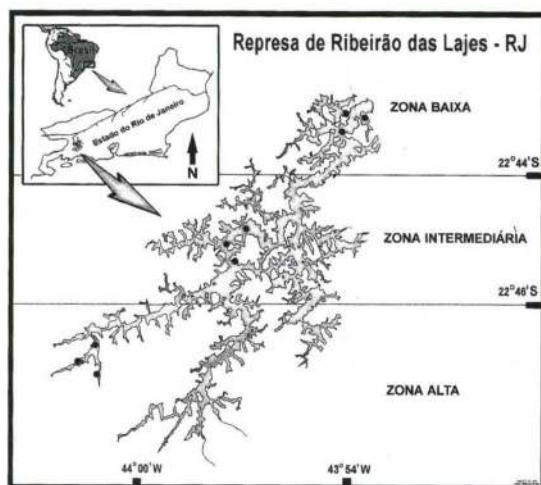 Represa de Ribeirão das Lajes - RJ
Brasil
Estado do Rio de Janeiro
N
ZONA BAIXA
22°44'S
ZONA INTERMEDIÁRIA
22°46'S
ZONA ALTA
44°00'W
43°54'W